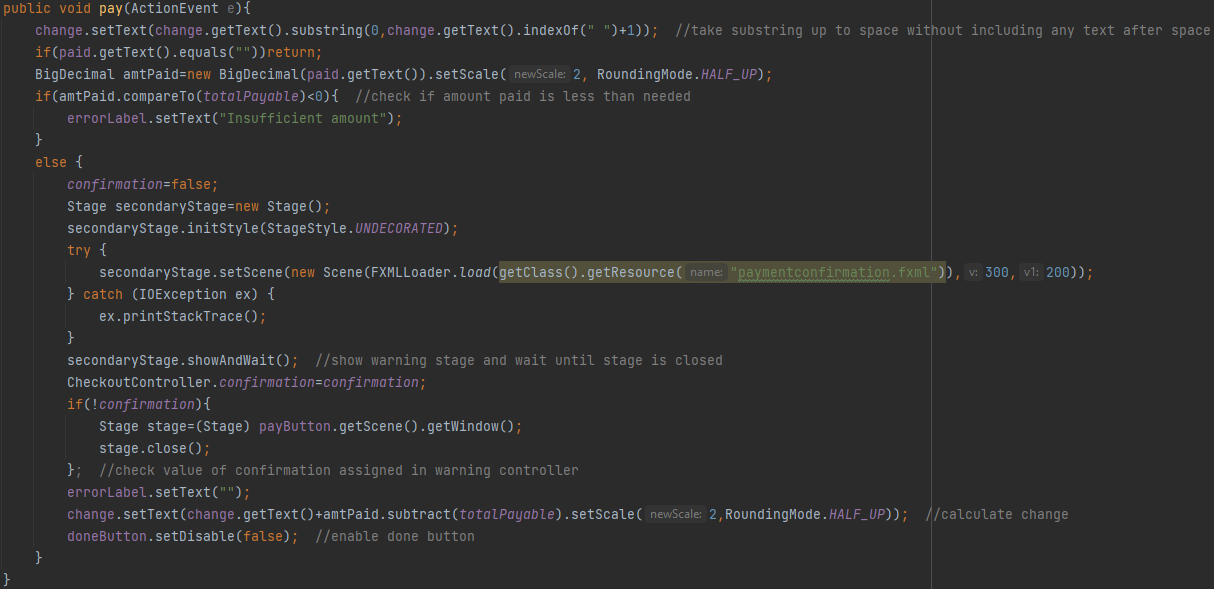 public void pay(ActionEvent e){
change.setText(change.getText().substring(0,change.getText().indexOf(" ")+1));  //take substring up to space without including any text after space
if(paid.getText().equals(""))return;
BigDecimal amtPaid=new BigDecimal(paid.getText()).setScale( newScale: 2, RoundingMode.HALF_UP);
if(amtPaid.compareTo(totalPayable)<0){  //check if amount paid is less than needed
errorLabel.setText("Insufficient amount");
}
else {
confirmation=false;
Stage secondaryStage=new Stage();
secondaryStage.initStyle(StageStyle.UNDECORATED);
try {
secondaryStage.setScene(new Scene(FXMLLoader.load(getClass().getResource( name: "paymentconfirmation.fxml")), v: 300, v1: 200));
} catch (IOException ex) {
ex.printStackTrace();
}
secondaryStage.showAndWait();  //show warning stage and wait until stage is closed
CheckoutController.confirmation=confirmation;
if(!confirmation){
Stage stage=(Stage) payButton.getScene().getWindow();
stage.close();
};  //check value of confirmation assigned in warning controller
errorLabel.setText("");
change.setText(change.getText()+amtPaid.subtract(totalPayable).setScale( newScale: 2,RoundingMode.HALF_UP));  //calculate change
doneButton.setDisable(false);  //enable done button
}
}